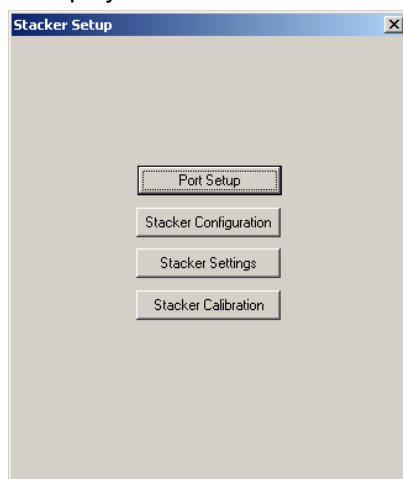 Stacker Setup
Port Setup
Stacker Configuration
Stacker Settings
Stacker Calibration